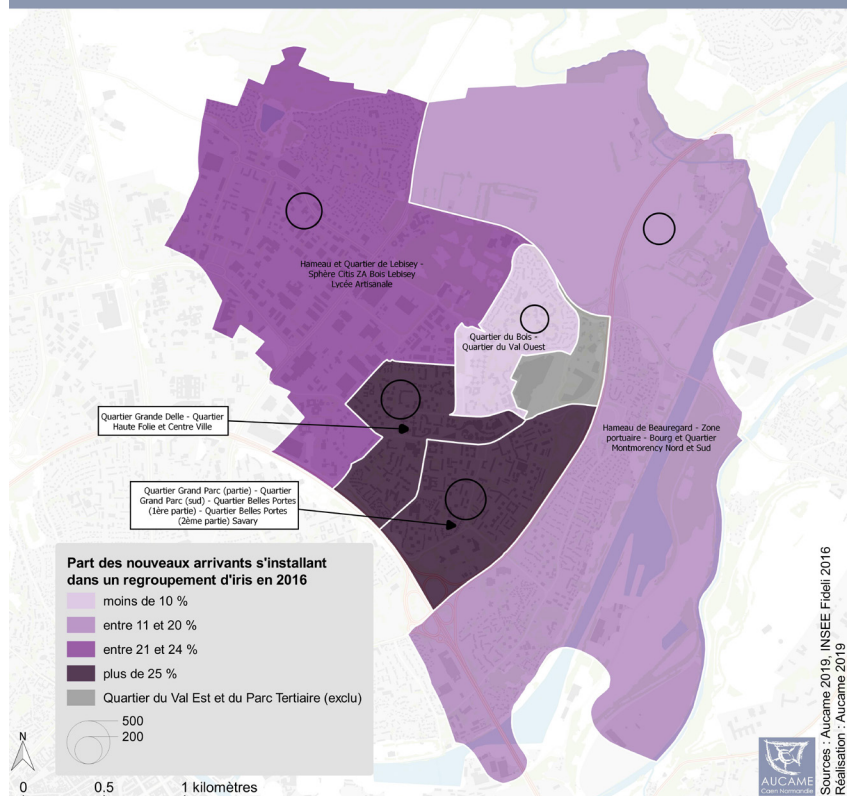 Hameau et Quartier de Lebisey -
Sphère Citis ZA Bois Lebisey
Lycée Artisanale
Quartier du Bois -
Quartier du Val Ouest
Quartier Grande Delle - Quartier
Haute Folie et Centre Ville
Hameau de Beauregard - Zone
portuaire - Bourg et Quartier
Montmorency Nord et Sud
Quartier Grand Parc (partie) - Quartier
Grand Parc (sud) - Quartier Belles Portes
(1ère partie) - Quartier Belles Portes
(2ème partie) Savary
Part des nouveaux arrivants s'installant
dans un regroupement d'iris en 2016
moins de 10 %
entre 11 et 20 %
entre 21 et 24 %
plus de 25 %
Quartier du Val Est et du Parc Tertiaire (exclu)
500
200
N
0 0.5 1 kilomètres
AUCAME
Caen Normandie
Sources : Aucame 2019, INSEE Fideli 2016
Réalisation : Aucame 2019